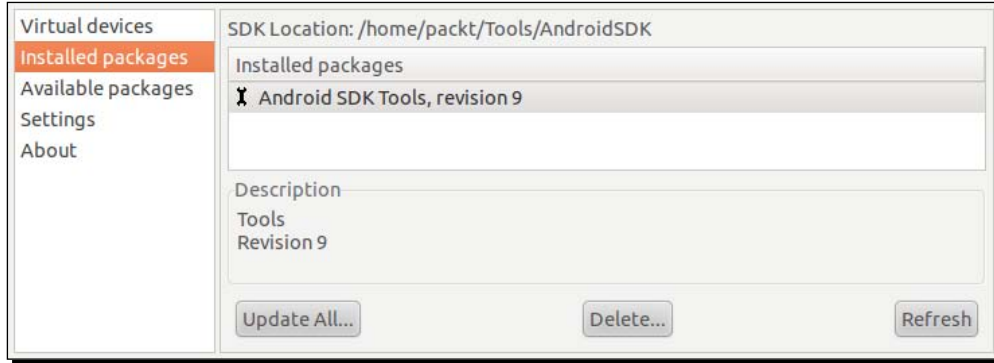 Virtual devices
Installed packages
Available packages
Settings
About
SDK Location: /home/packt/Tools/AndroidSDK
Installed packages
Android SDK Tools, revision 9
Description
Tools
Revision 9
Update All...
Delete...
Refresh